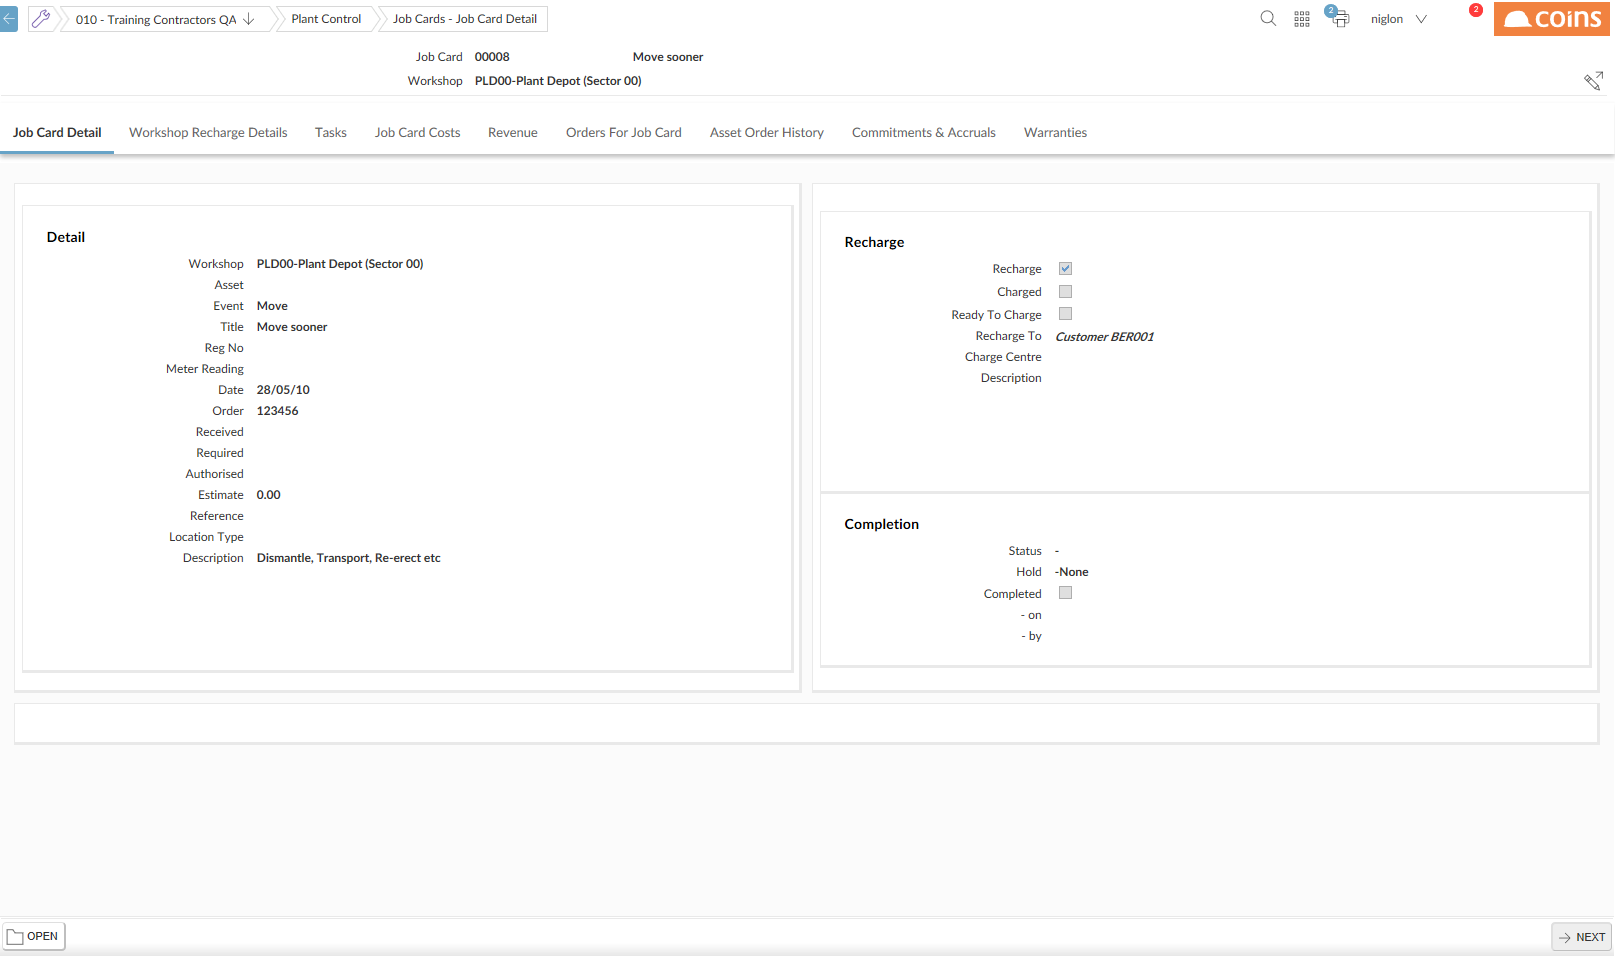 010 - Training Contractors QA
Plant Control
Job Cards - Job Card Detail
2
niglon
2
coins
Job Card 00008 Move sooner
Workshop PLD00-Plant Depot (Sector 00)
Job Card Detail
Workshop Recharge Details
Tasks
Job Card Costs
Revenue
Orders For Job Card
Asset Order History
Commitments & Accruals
Warranties
Detail
Workshop PLD00-Plant Depot (Sector 00)
Asset
Event Move
Title Move sooner
Reg No
Meter Reading
Date 28/05/10
Order 123456
Received
Required
Authorised
Estimate 0.00
Reference
Location Type
Description Dismantle, Transport, Re-erect etc
Recharge
Recharge
Charged
Ready To Charge
Recharge To Customer BER001
Charge Centre
Description
Completion
Status -
Hold -None
Completed
- on
- by
OPEN
NEXT